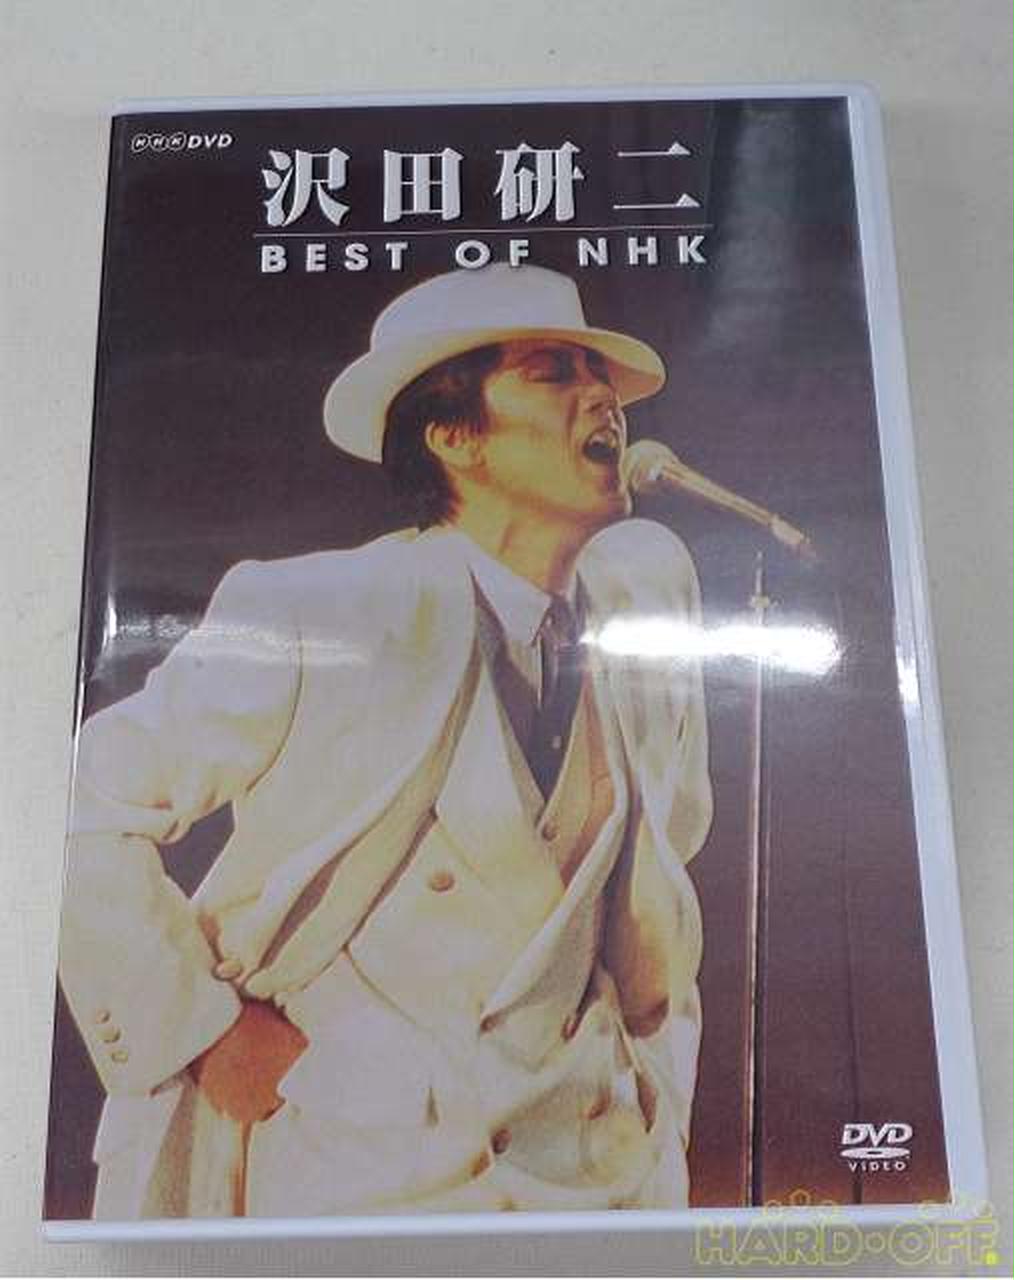 NHK DVD
沢田研二
BEST OF NHK
DVD
VIDEO
HARD·OFF